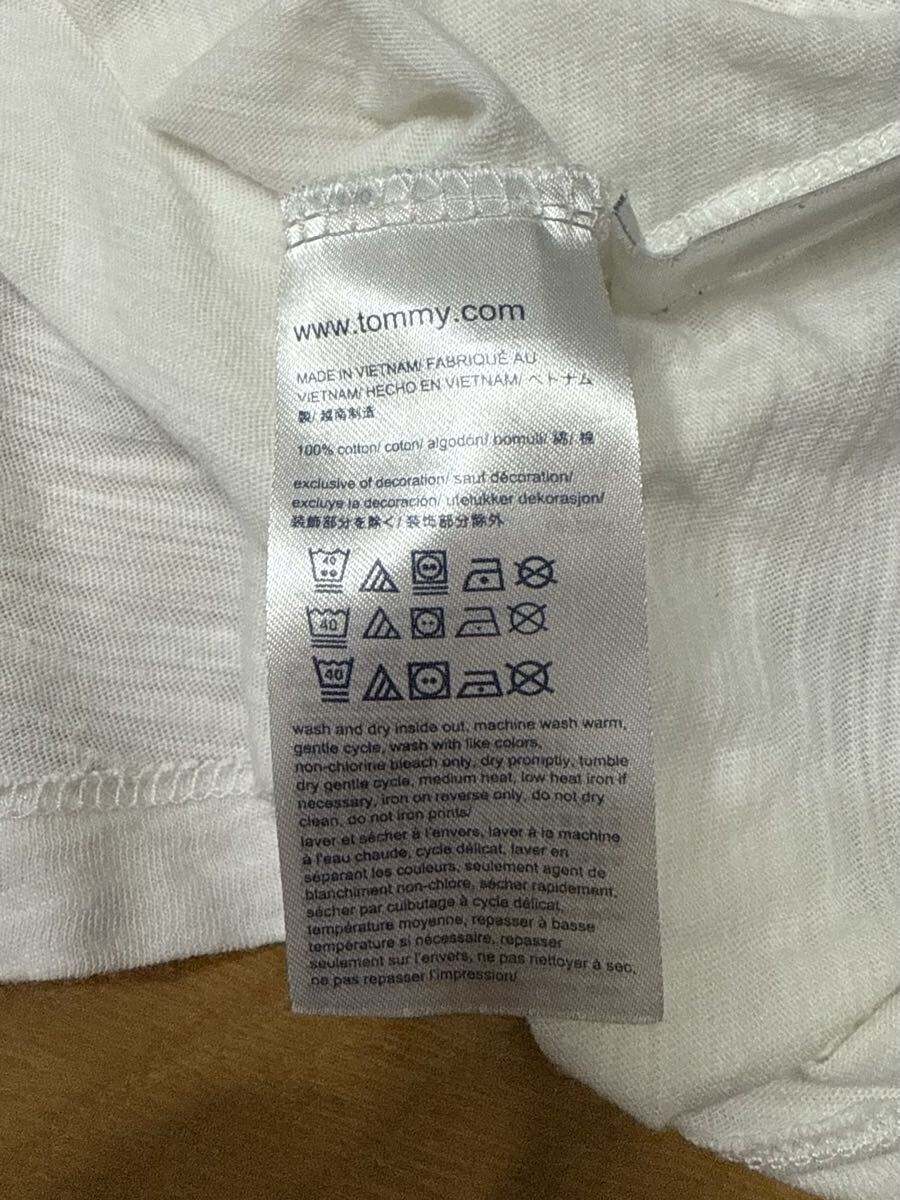 www.tommy.com
MADE IN VIETNAM/ FABRIQUÉ AU
VIETNAM/ HECHO EN VIETNAM/ ベトナム
製/ 越南制造
100% cotton/ coton/ algodón/ bomull/ 綿/ 棉
exclusive of decoration/ sauf décoration/
excluye la decoración/ utelukker dekorasjon/
装飾部分を除く/ 装饰部分除外
40
40
40
wash and dry inside out, machine wash warm,
gentle cycle, wash with like colors,
non-chlorine bleach only, dry promptly, tumble
dry gentle cycle, medium heat, low heat iron if
necessary, iron on reverse only, do not dry
clean, do not iron prints/
laver et sécher à l'envers, laver à la machine
à l'eau chaude, cycle délicat, laver en
séparant les couleurs, seulement agent de
blanchiment non-chlore, sécher rapidement,
sécher par culbutage à cycle délicat,
température moyenne, repasser à basse
température si nécessaire, repasser
seulement sur l'envers, ne pas nettoyer à sec,
ne pas repasser l'impression/